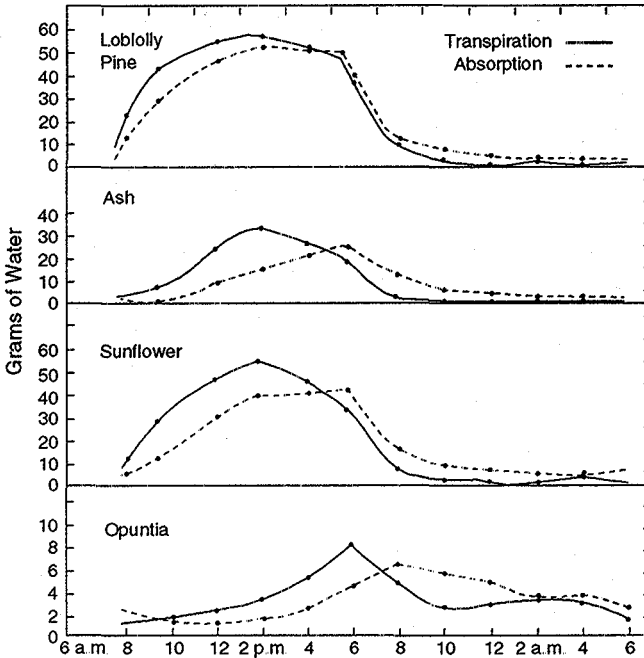 60
50
40
30
20
10
0
Loblolly
Pine
Transpiration
Absorption
Ash
40
30
20
10
0
Grams of Water
Sunflower
60
50
40
30
20
10
0
Opuntia
10
8
6
4
2
0
6 a.m. 8 10 12 2 p.m. 4 6 8 10 12 2 a.m. 4 6